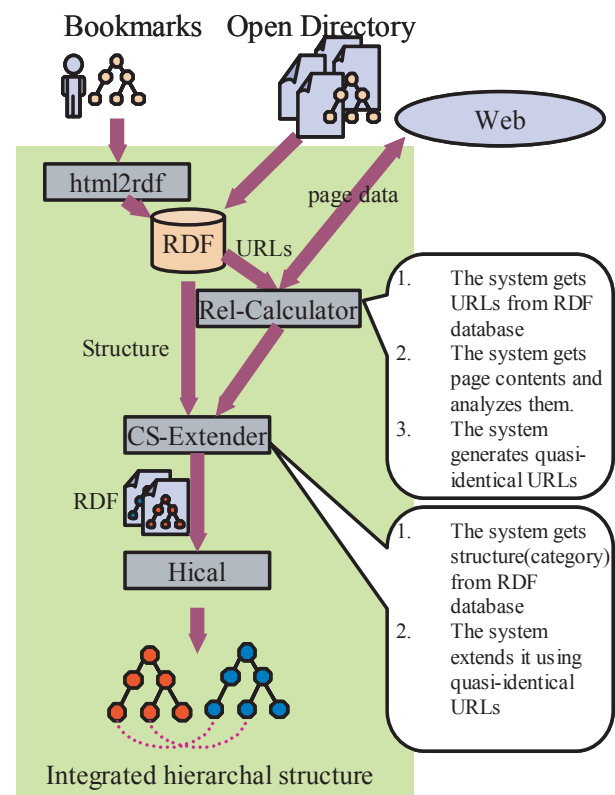 Bookmarks
Open Directory
Web
html2rdf
page data
RDF
URLs
Rel-Calculator
Structure
1. The system gets
URLs from RDF
database
2. The system gets
page contents and
analyzes them.
3. The system
generates quasi-
identical URLs
CS-Extender
RDF
Hical
1. The system gets
structure(category)
from RDF
database
2. The system
extends it using
quasi-identical
URLs
Integrated hierarchal structure